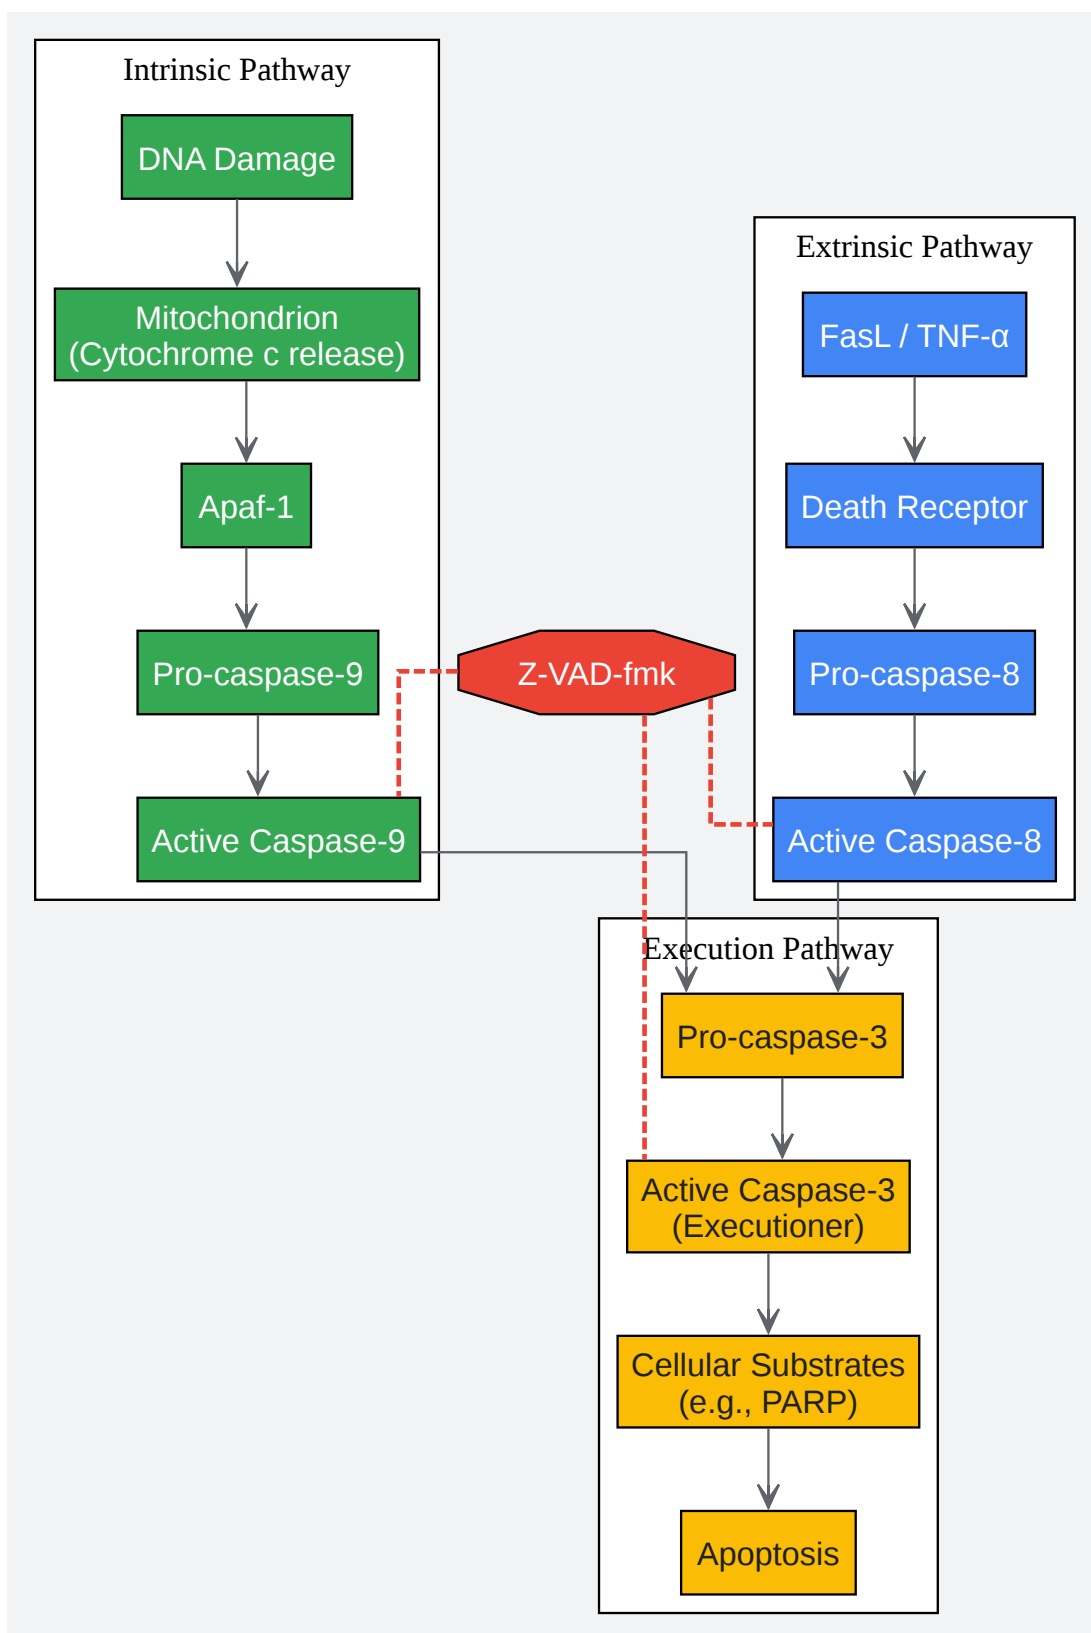 Intrinsic Pathway
DNA Damage
Mitochondrion
(Cytochrome c release)
Apaf-1
Pro-caspase-9
Active Caspase-9
Z-VAD-fmk
Extrinsic Pathway
FasL / TNF-α
Death Receptor
Pro-caspase-8
Active Caspase-8
Execution Pathway
Pro-caspase-3
Active Caspase-3
(Executioner)
Cellular Substrates
(e.g., PARP)
Apoptosis